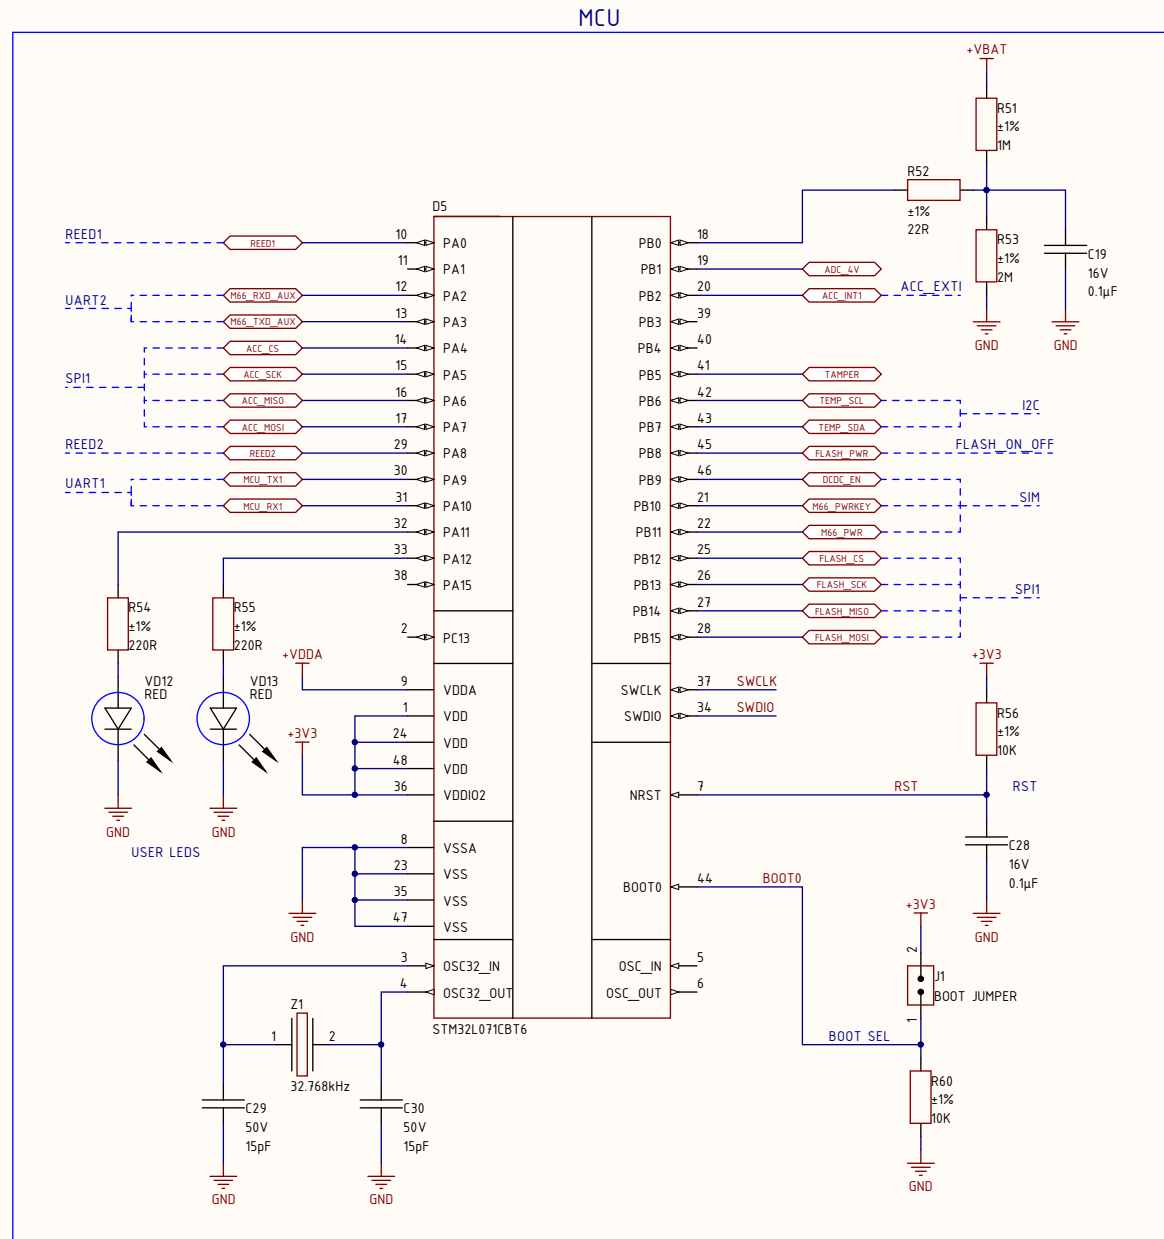 MCU
+VBAT
R51
±1%
1M
R52
±1%
22R
R53
±1%
2M
C19
16V
0.1µF
GND
GND
D5
REED1
REED1
10
PA0
11
PA1
UART2
M66_RXD_AUX
12
PA2
M66_TXD_AUX
13
PA3
SPI1
ACC_CS
14
PA4
ACC_SCK
15
PA5
ACC_MISO
16
PA6
ACC_MOSI
17
PA7
REED2
REED2
29
PA8
UART1
MCU_TX1
30
PA9
MCU_RX1
31
PA10
32
PA11
33
PA12
38
PA15
2
PC13
+VDDA
9
VDDA
1
VDD
+3V3
24
VDD
48
VDD
36
VDDIO2
8
VSSA
23
VSS
35
VSS
47
VSS
GND
3
OSC32_IN
4
OSC32_OUT
PB0
18
PB1
19
ADC_4V
PB2
20
ACC_INT1
ACC_EXTI
PB3
39
PB4
40
PB5
41
TAMPER
PB6
42
TEMP_SCL
I2C
PB7
43
TEMP_SDA
PB8
45
FLASH_PWR
FLASH_ON_OFF
PB9
46
DCDC_EN
PB10
21
M66_PWRKEY
SIM
PB11
22
M66_PWR
PB12
25
FLASH_CS
PB13
26
FLASH_SCK
SPI1
PB14
27
FLASH_MISO
PB15
28
FLASH_MOSI
SWCLK
37
SWCLK
SWDIO
34
SWDIO
NRST
7
RST
RST
BOOT0
44
BOOT0
OSC_IN
5
OSC_OUT
6
STM32L071CBT6
R54
±1%
220R
R55
±1%
220R
VD12
RED
VD13
RED
GND
GND
USER LEDS
+3V3
R56
±1%
10K
C28
16V
0.1µF
GND
+3V3
2
J1
BOOT JUMPER
1
BOOT SEL
R60
±1%
10K
GND
Z1
1
2
32.768kHz
C29
50V
15pF
C30
50V
15pF
GND
GND